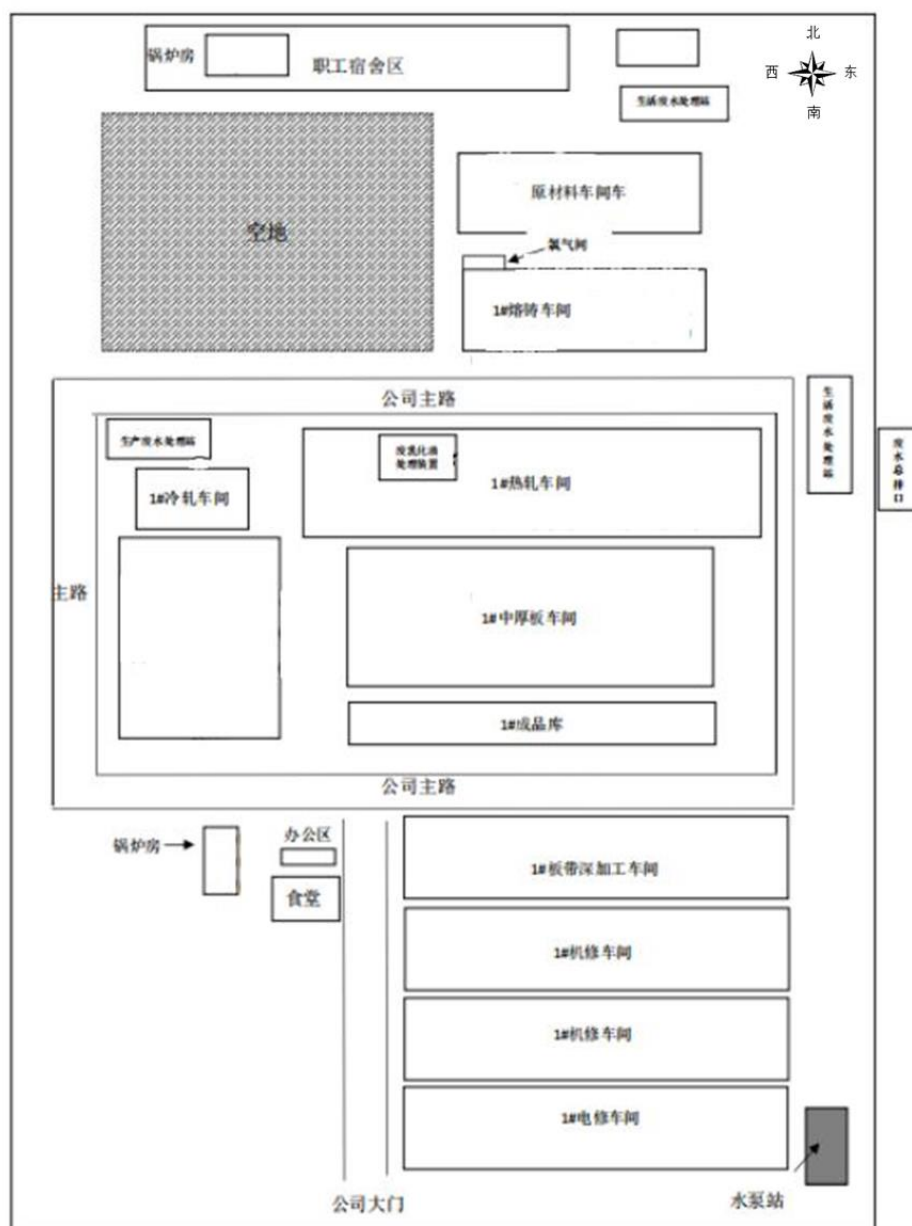 北
西
东
南
锅炉房
职工宿舍区
生活废水处理站
空地
原材料车间车
氯气间
1#熔铸车间
公司主路
生产废水处理站
废乳化油
处理装置
1#热轧车间
1#冷轧车间
生活废水处理站
废水总排口
主路
1#中厚板车间
1#成品库
公司主路
锅炉房
办公区
食堂
1#板带深加工车间
1#机修车间
1#机修车间
1#电修车间
公司大门
水泵站